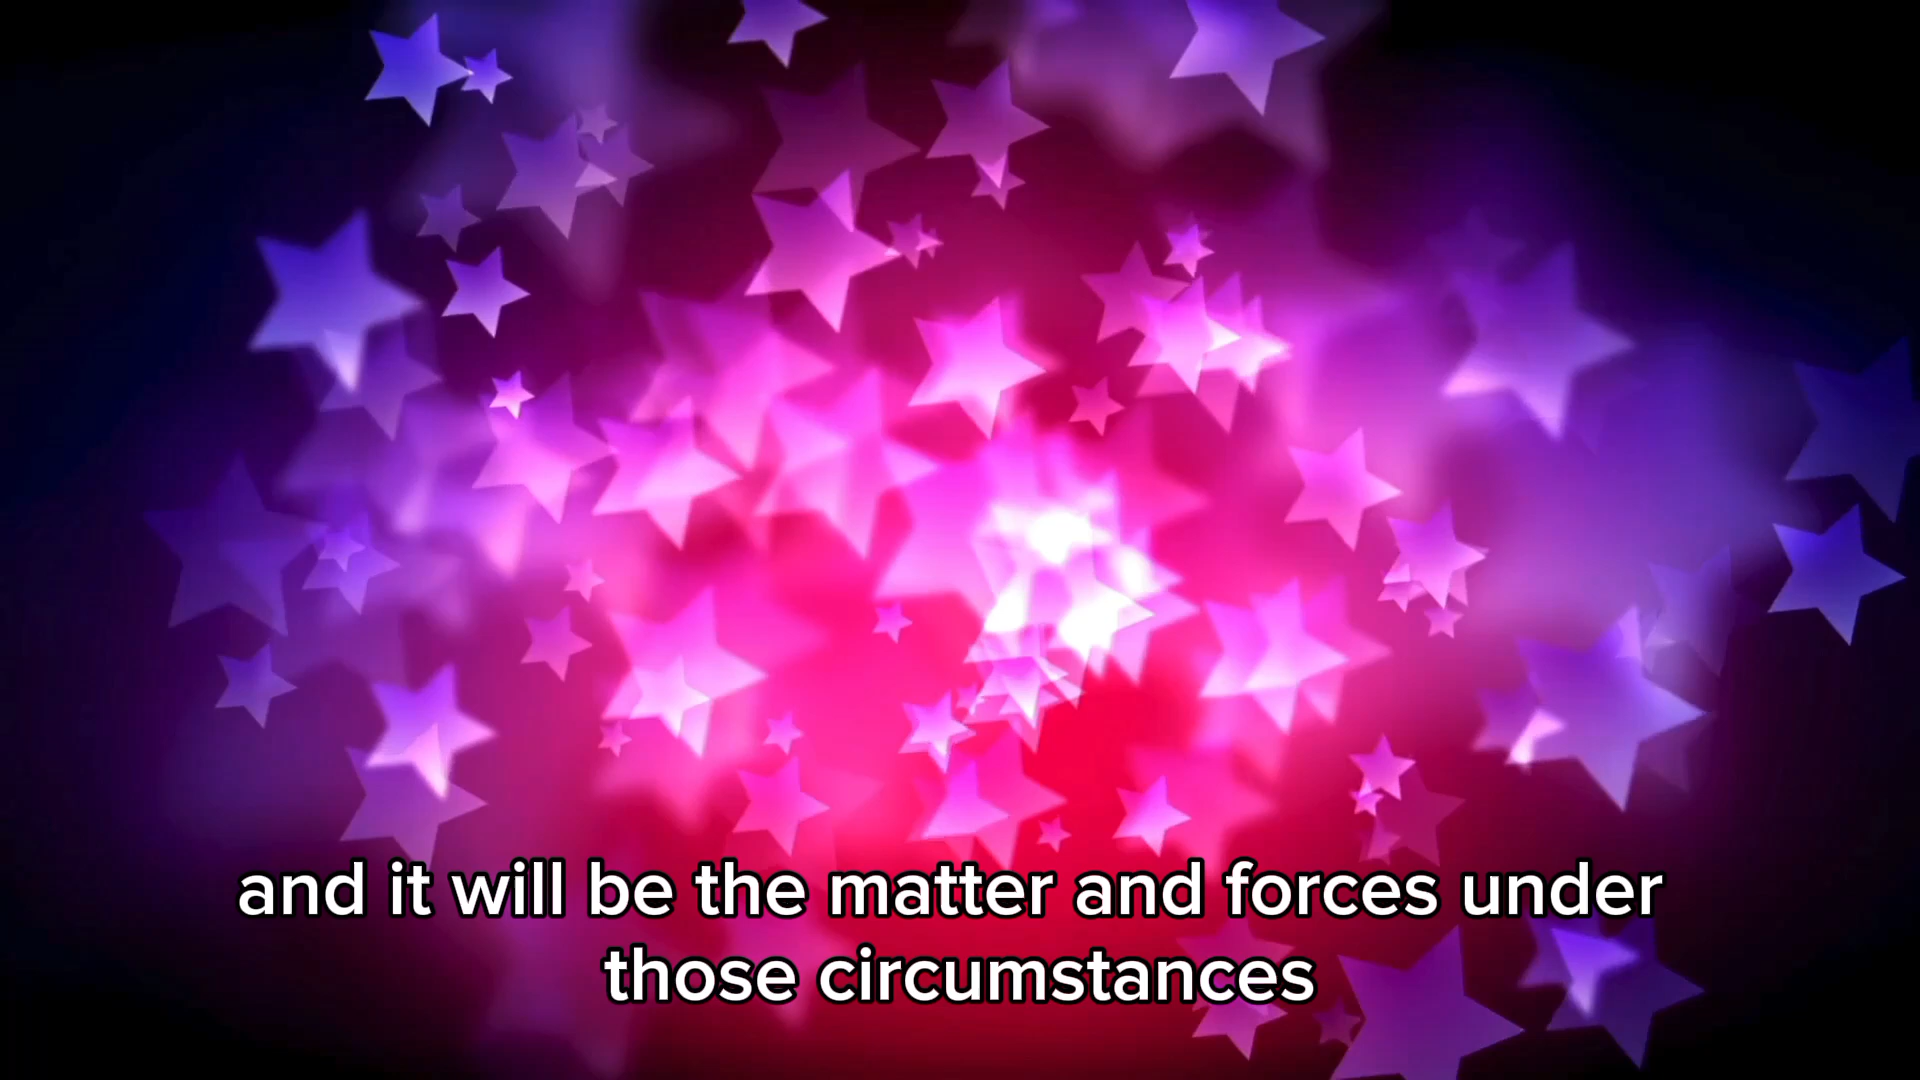 and it will be the matter and forces under
those circumstances